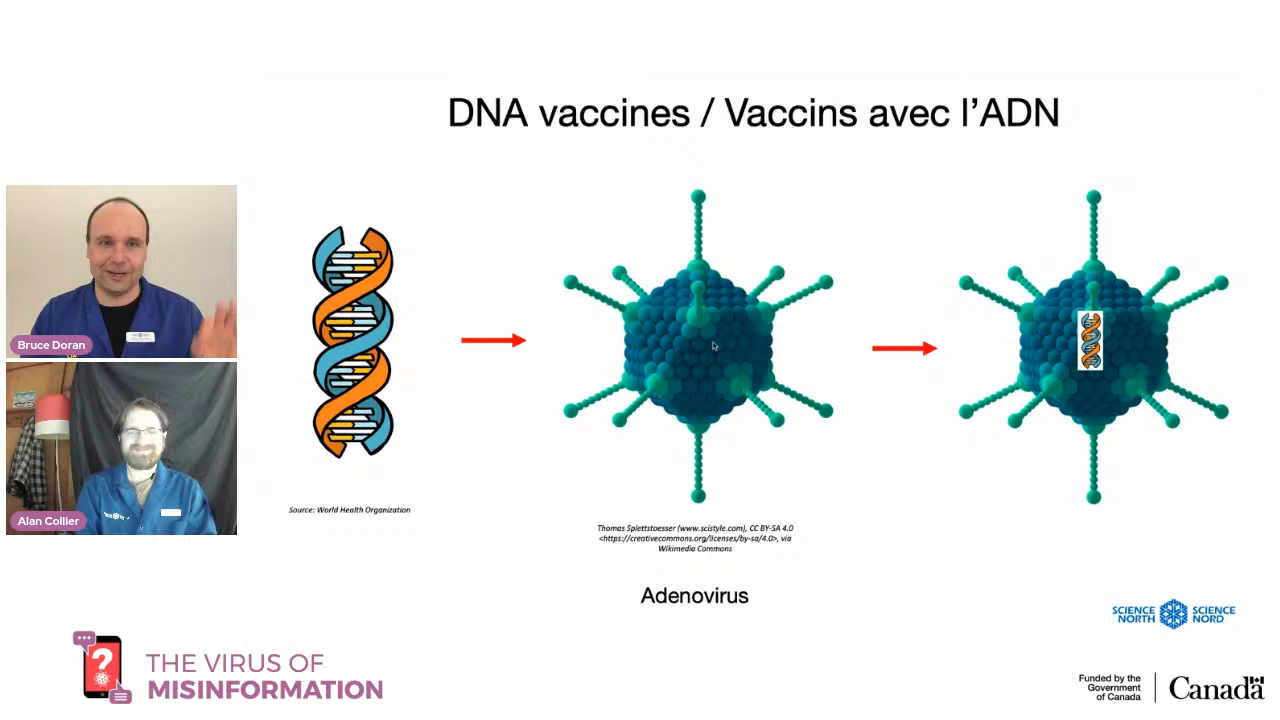 DNA vaccines / Vaccins avec l'ADN
Bruce Doran
Alan Collier
Source: World Health Organization
Thomas Splettstoesser (www.scistyle.com), CC BY-SA 4.0
<https://creativecommons.org/licenses/by-sa/4.0>, via
Wikimedia Commons
Adenovirus
SCIENCE NORTH
SCIENCE NORD
?
THE VIRUS OF
MISINFORMATION
Funded by the
Government
of Canada
Canada